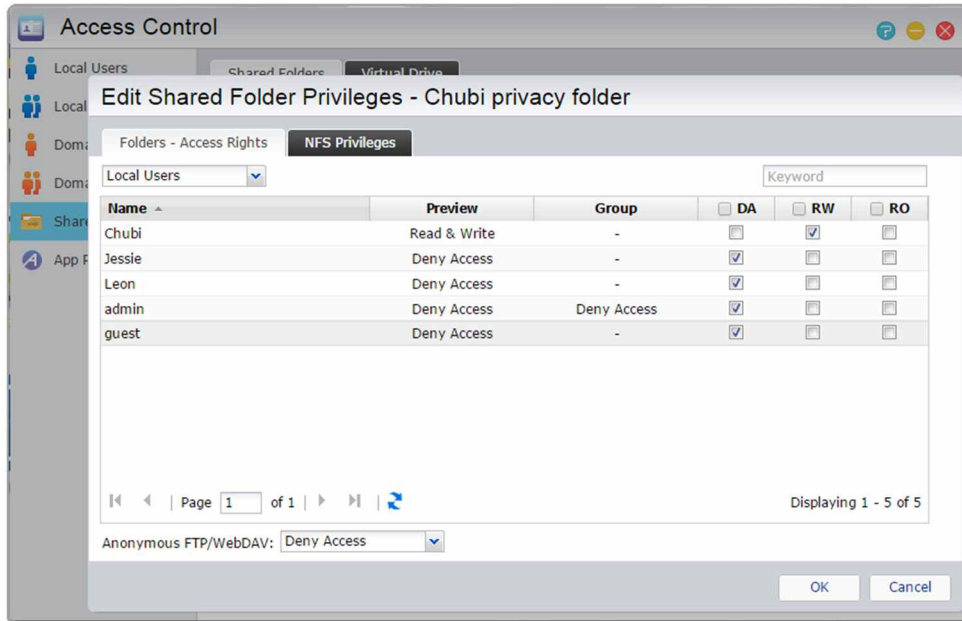 Access Control
Local Users
Shared Folders Virtual Drive
Local
Doma
Doma
Share
App P
Edit Shared Folder Privileges - Chubi privacy folder
Folders - Access Rights NFS Privileges
Local Users Keyword
Name Preview Group DA RW RO
Chubi Read & Write -
Jessie Deny Access -
Leon Deny Access -
admin Deny Access Deny Access
guest Deny Access -
Page 1 of 1 Displaying 1 - 5 of 5
Anonymous FTP/WebDAV: Deny Access
OK Cancel